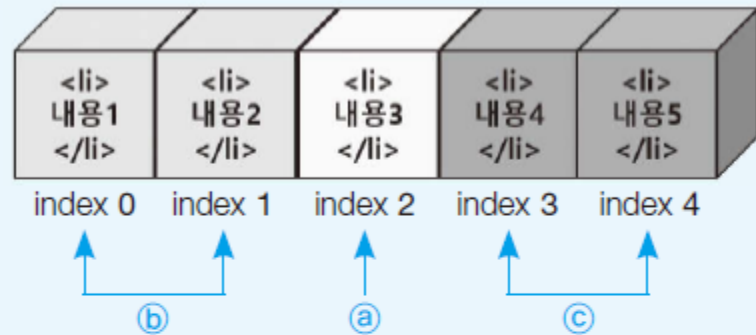 <li> <li> <li> <li> <li>
내용1 내용2 내용3 내용4 내용5
</li> </li> </li> </li> </li>
index 0 index 1 index 2 index 3 index 4
ⓑ ⓐ ⓒ